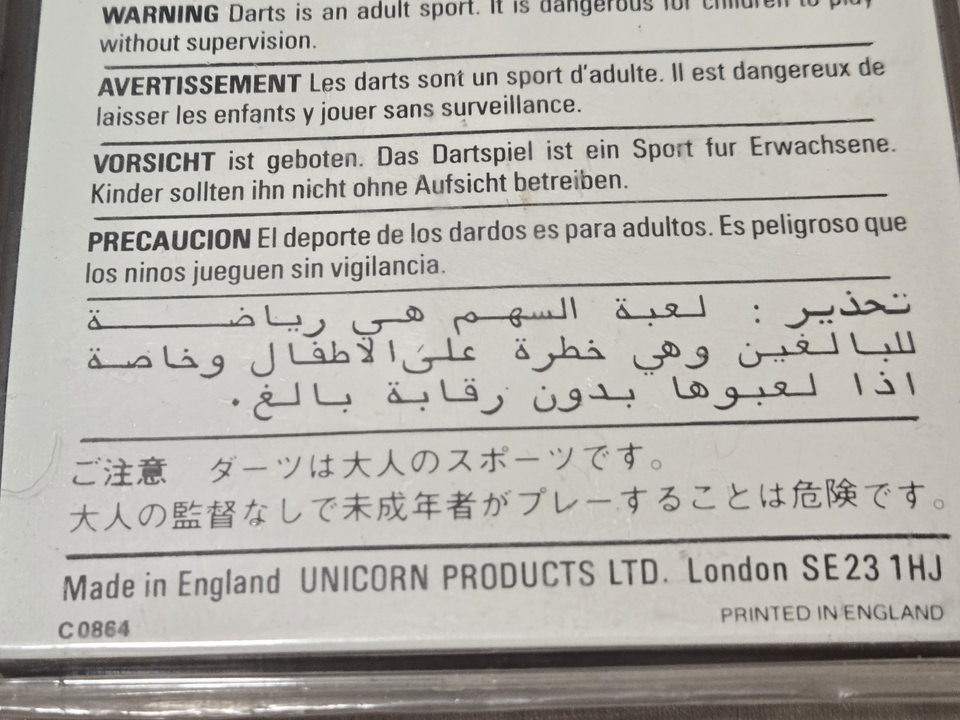 WARNING Darts is an adult sport. It is dangerous for children to play
without supervision.
AVERTISSEMENT Les darts sont un sport d'adulte. Il est dangereux de
laisser les enfants y jouer sans surveillance.
VORSICHT ist geboten. Das Dartspiel ist ein Sport fur Erwachsene.
Kinder sollten ihn nicht ohne Aufsicht betreiben.
PRECAUCION El deporte de los dardos es para adultos. Es peligroso que
los ninos jueguen sin vigilancia.
تحذير : لعبة السهم هي رياضة
للبالغين وهي خطرة على الاطفال وخاصة
اذا لعبوها بدون رقابة بالغ.
ご注意　ダーツは大人のスポーツです。
大人の監督なしで未成年者がプレーすることは危険です。
Made in England UNICORN PRODUCTS LTD. London SE23 1HJ
PRINTED IN ENGLAND
C0864